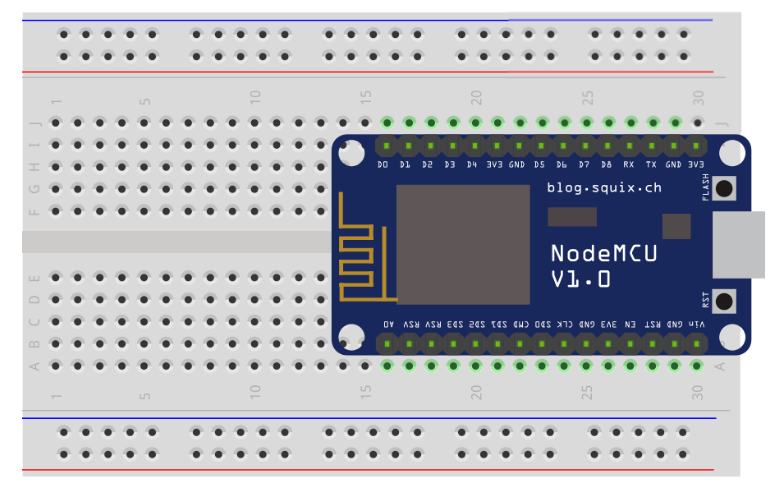 1 5 10 15 20 25 30
J J
I
H
G
F
D0 D1 D2 D3 D4 3V3 GND D5 D6 D7 D8 RX TX GND 3V3
FLASH
blog.squix.ch
NodeMCU
V1.0
RST
E
D
C
B
A A
A0 RSV RSV SD3 SD2 SD1 CMD SD0 CLK GND 3V3 EN RST GND Vin
1 5 10 15 20 25 30